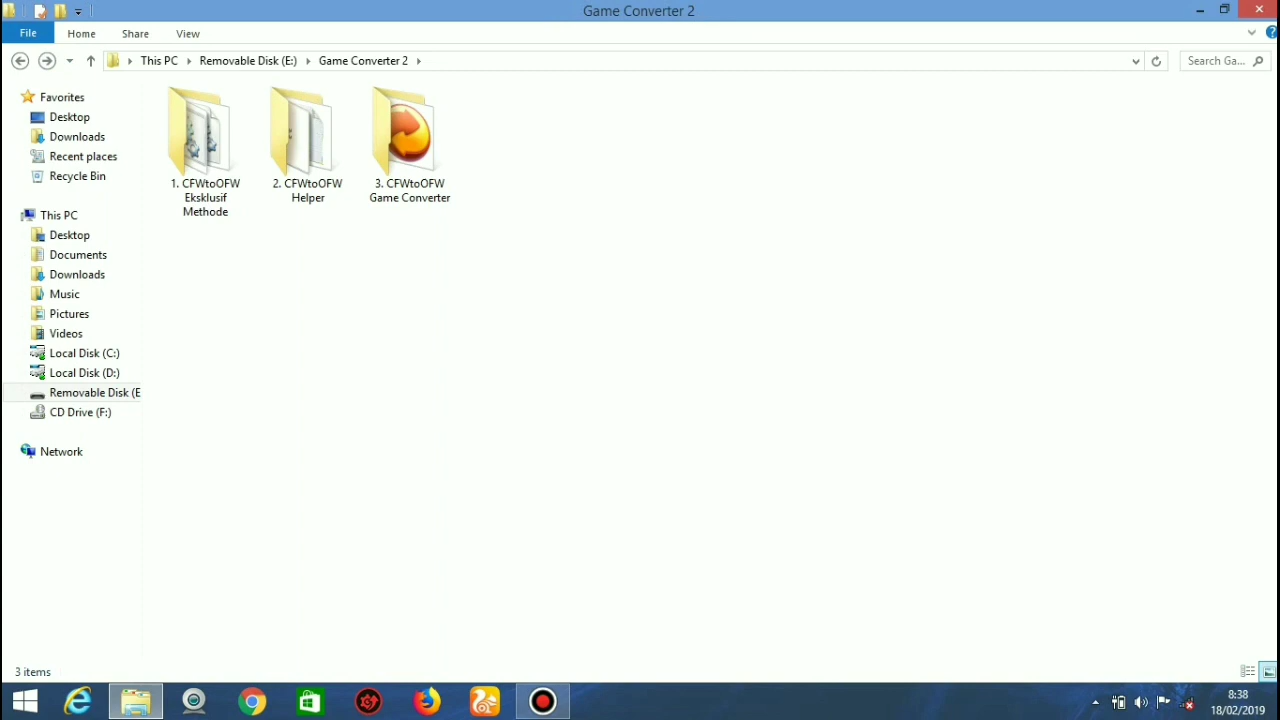 Game Converter 2
File Home Share View
This PC Removable Disk (E:) Game Converter 2
Search Ga...
Favorites
Desktop
Downloads
Recent places
Recycle Bin
This PC
Desktop
Documents
Downloads
Music
Pictures
Videos
Local Disk (C:)
Local Disk (D:)
Removable Disk (E
CD Drive (F:)
Network
1. CFWtoOFW
Eksklusif
Methode
2. CFWtoOFW
Helper
3. CFWtoOFW
Game Converter
3 items
8:38
18/02/2019